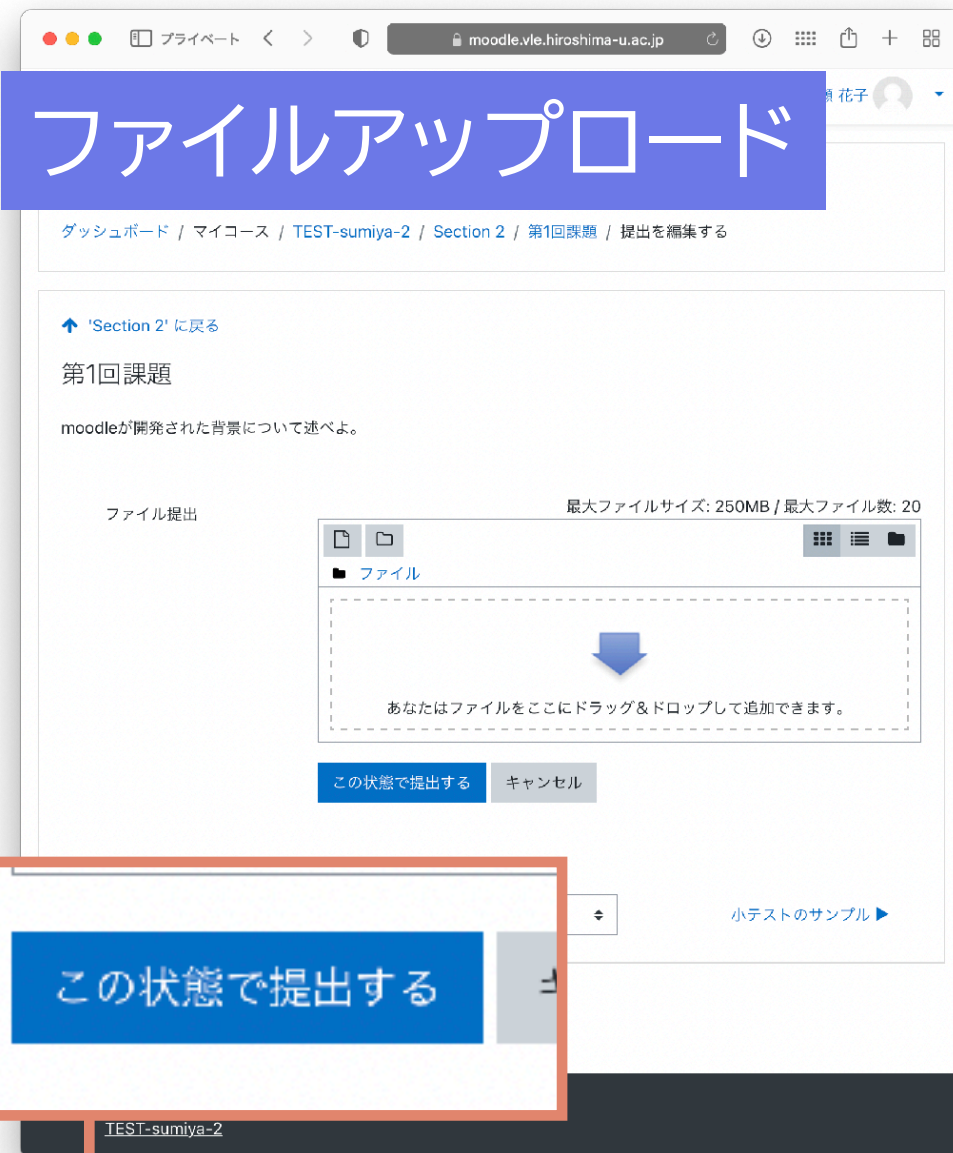 プライベート
moodle.vle.hiroshima-u.ac.jp
花子
ファイルアップロード
ダッシュボード / マイコース / TEST-sumiya-2 / Section 2 / 第1回課題 / 提出を編集する
'Section 2' に戻る
第1回課題
moodleが開発された背景について述べよ。
最大ファイルサイズ: 250MB / 最大ファイル数: 20
ファイル提出
ファイル
あなたはファイルをここにドラッグ&ドロップして追加できます。
この状態で提出する キャンセル
小テストのサンプル ▶
この状態で提出する
TEST-sumiya-2